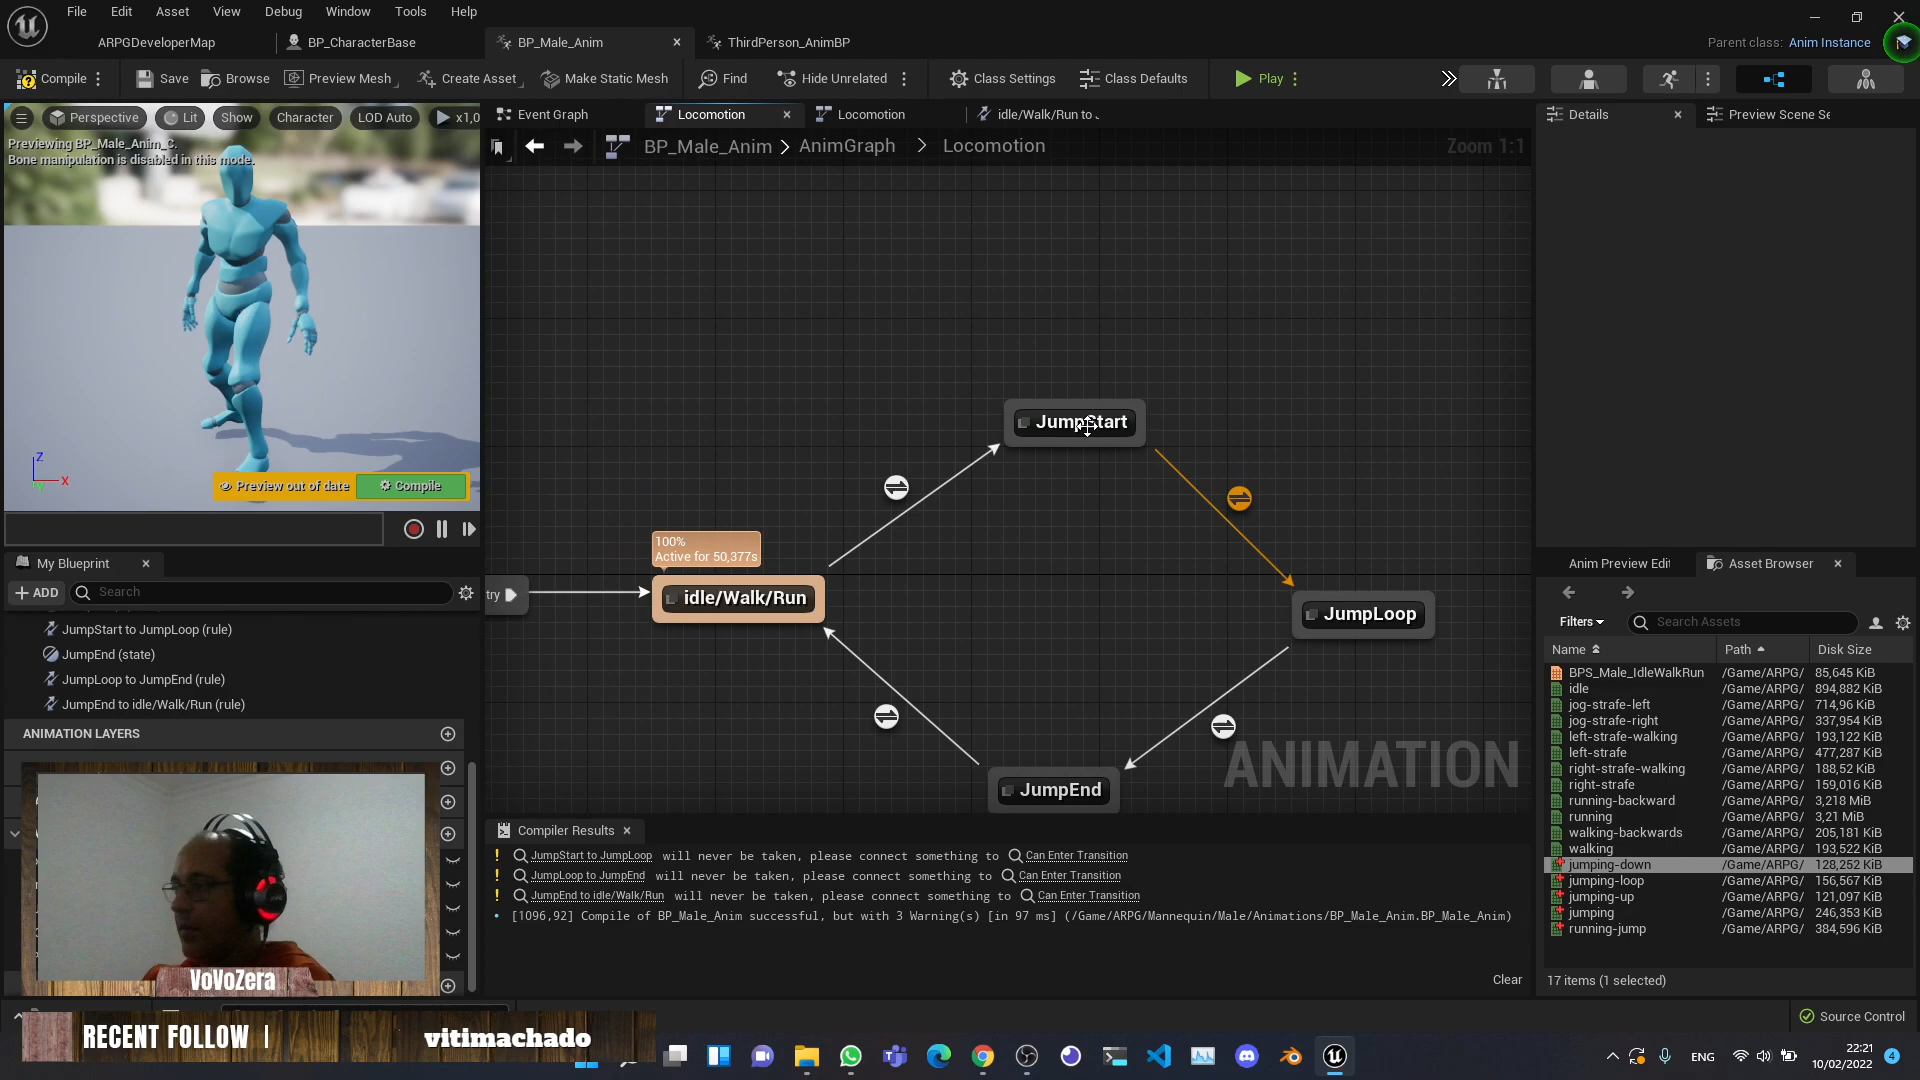 File Edit Asset View Debug Window Tools Help
ARPGDeveloperMap BP_CharacterBase BP_Male_Anim ThirdPerson_AnimBP Parent class: Anim Instance
Compile Save Browse Preview Mesh Create Asset Make Static Mesh Find Hide Unrelated Class Settings Class Defaults Play
Perspective Lit Show Character LOD Auto x1,0
Previewing BP_Male_Anim_C.
Bone manipulation is disabled in this mode.
Z
X
Y
Preview out of date Compile
Event Graph Locomotion Locomotion idle/Walk/Run to
BP_Male_Anim > AnimGraph > Locomotion Zoom 1:1
JumpStart
100%
Active for 50,377s
try idle/Walk/Run
JumpLoop
JumpEnd
ANIMATION
My Blueprint
ADD Search
JumpStart to JumpLoop (rule)
JumpEnd (state)
JumpLoop to JumpEnd (rule)
JumpEnd to idle/Walk/Run (rule)
ANIMATION LAYERS
VoVoZera
RECENT FOLLOW | vitimachado
Compiler Results
! JumpStart to JumpLoop will never be taken, please connect something to Can Enter Transition
! JumpLoop to JumpEnd will never be taken, please connect something to Can Enter Transition
! JumpEnd to idle/Walk/Run will never be taken, please connect something to Can Enter Transition
• [1096,92] Compile of BP_Male_Anim successful, but with 3 Warning(s) [in 97 ms] (/Game/ARPG/Mannequin/Male/Animations/BP_Male_Anim.BP_Male_Anim)
Clear
Details Preview Scene Se
Anim Preview Edit Asset Browser
Filters Search Assets
Name Path Disk Size
BPS_Male_IdleWalkRun /Game/ARPG/ 85,645 KiB
idle /Game/ARPG/ 894,882 KiB
jog-strafe-left /Game/ARPG/ 714,96 KiB
jog-strafe-right /Game/ARPG/ 337,954 KiB
left-strafe-walking /Game/ARPG/ 193,122 KiB
left-strafe /Game/ARPG/ 477,287 KiB
right-strafe-walking /Game/ARPG/ 188,52 KiB
right-strafe /Game/ARPG/ 159,016 KiB
running-backward /Game/ARPG/ 3,218 MiB
running /Game/ARPG/ 3,21 MiB
walking-backwards /Game/ARPG/ 205,181 KiB
walking /Game/ARPG/ 193,522 KiB
jumping-down /Game/ARPG/ 128,252 KiB
jumping-loop /Game/ARPG/ 156,567 KiB
jumping-up /Game/ARPG/ 121,097 KiB
jumping /Game/ARPG/ 246,353 KiB
running-jump /Game/ARPG/ 384,596 KiB
17 items (1 selected)
Source Control
ENG 22:21
10/02/2022 4